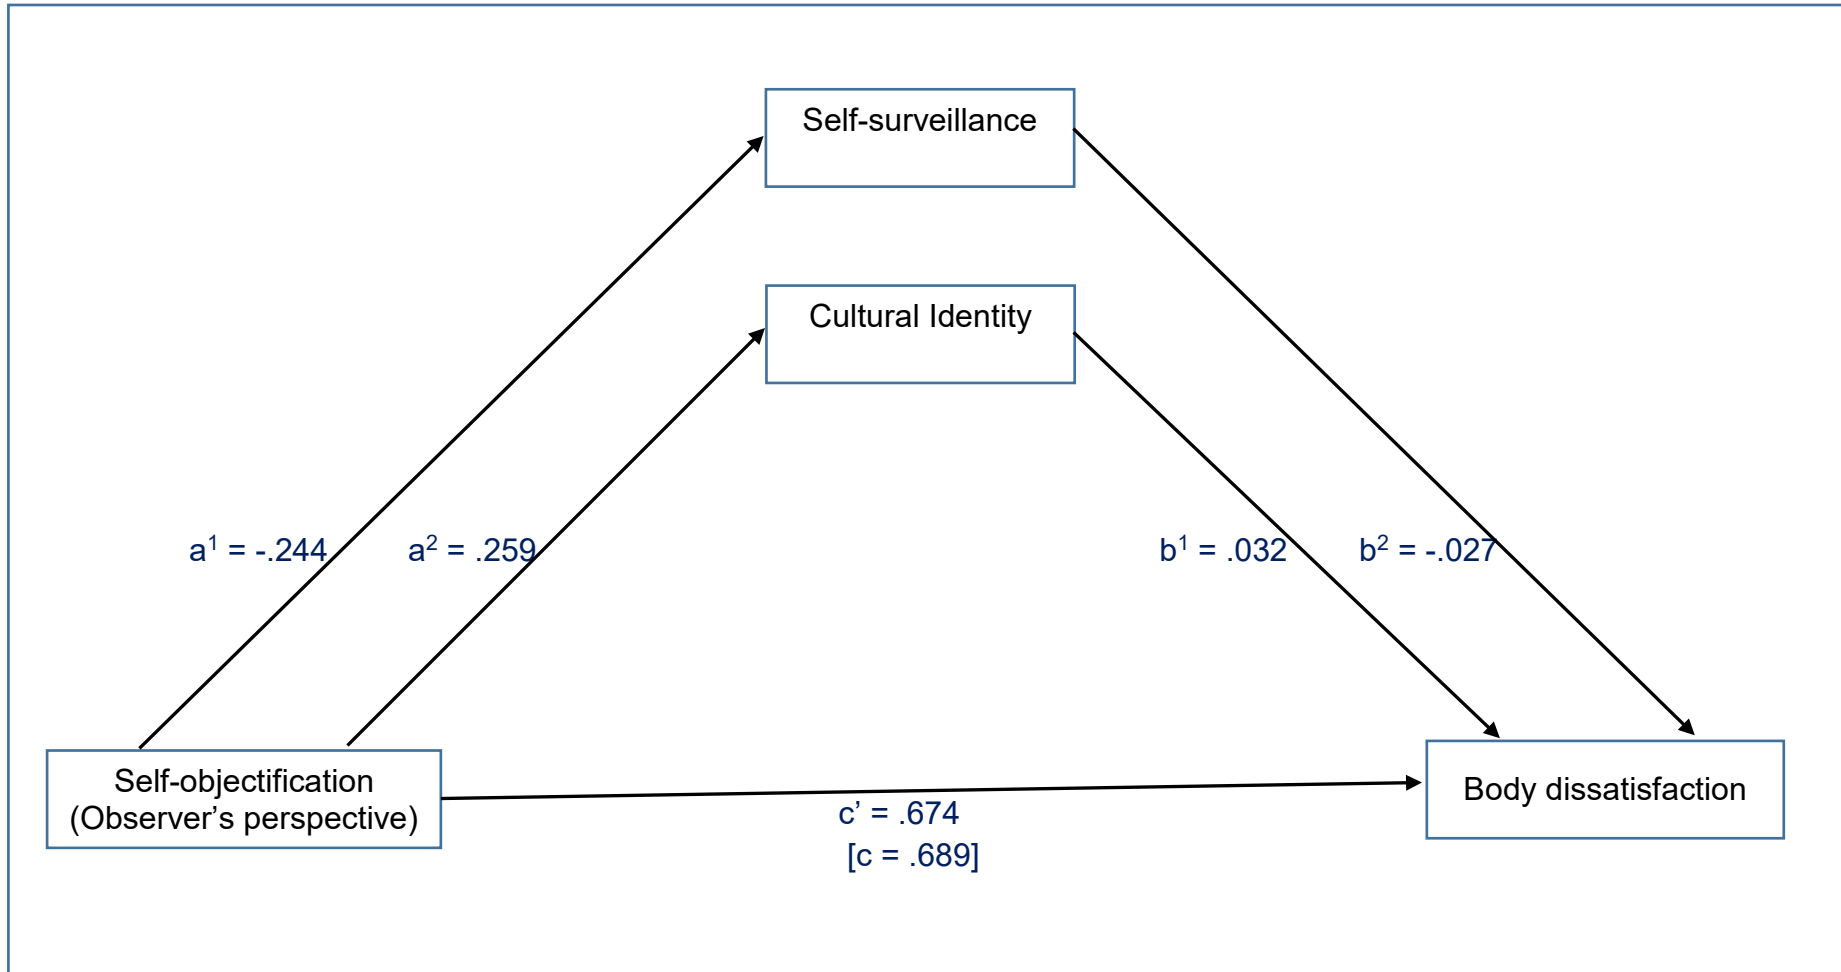 Self-surveillance
Cultural Identity
a¹ = -.244
a² = .259
b¹ = .032
b² = -.027
Self-objectification
(Observer’s perspective)
Body dissatisfaction
c’ = .674
[c = .689]